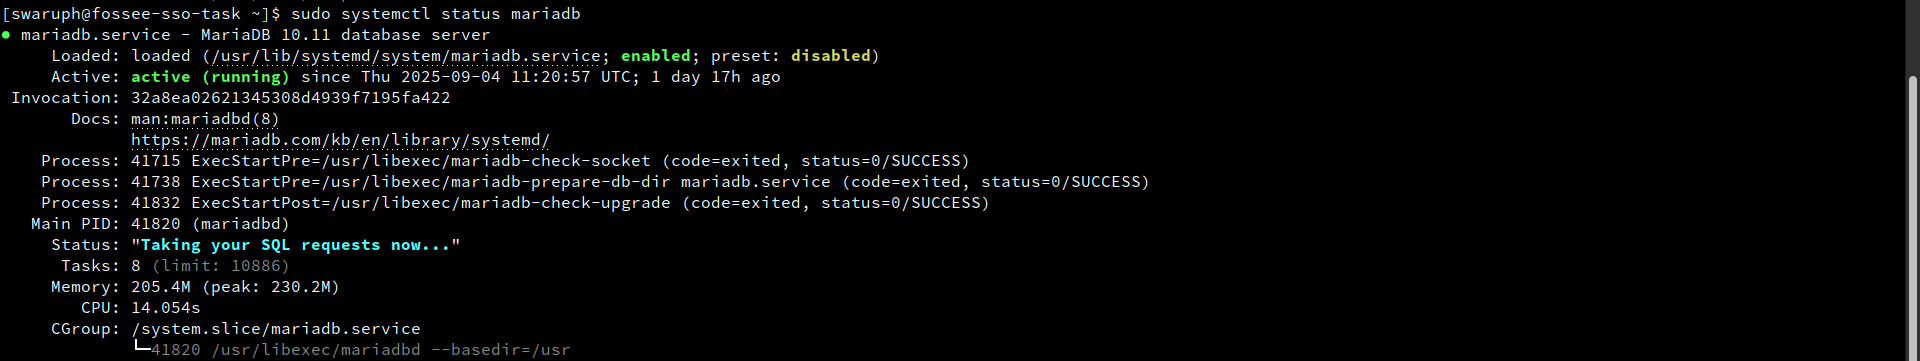 [swaruph@fossee-sso-task ~]$ sudo systemctl status mariadb
● mariadb.service - MariaDB 10.11 database server
     Loaded: loaded (/usr/lib/systemd/system/mariadb.service; enabled; preset: disabled)
     Active: active (running) since Thu 2025-09-04 11:20:57 UTC; 1 day 17h ago
 Invocation: 32a8ea02621345308d4939f7195fa422
       Docs: man:mariadbd(8)
             https://mariadb.com/kb/en/library/systemd/
    Process: 41715 ExecStartPre=/usr/libexec/mariadb-check-socket (code=exited, status=0/SUCCESS)
    Process: 41738 ExecStartPre=/usr/libexec/mariadb-prepare-db-dir mariadb.service (code=exited, status=0/SUCCESS)
    Process: 41832 ExecStartPost=/usr/libexec/mariadb-check-upgrade (code=exited, status=0/SUCCESS)
   Main PID: 41820 (mariadbd)
     Status: "Taking your SQL requests now..."
      Tasks: 8 (limit: 10886)
     Memory: 205.4M (peak: 230.2M)
        CPU: 14.054s
     CGroup: /system.slice/mariadb.service
             └─41820 /usr/libexec/mariadbd --basedir=/usr